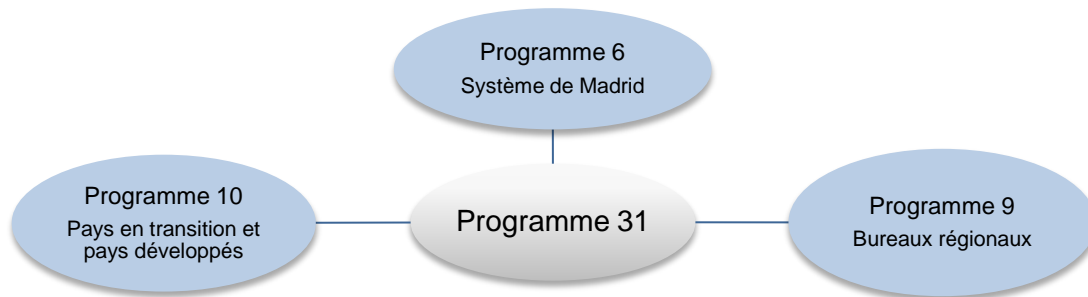 Programme 6
Système de Madrid
Programme 10
Pays en transition et
pays développés
Programme 31
Programme 9
Bureaux régionaux